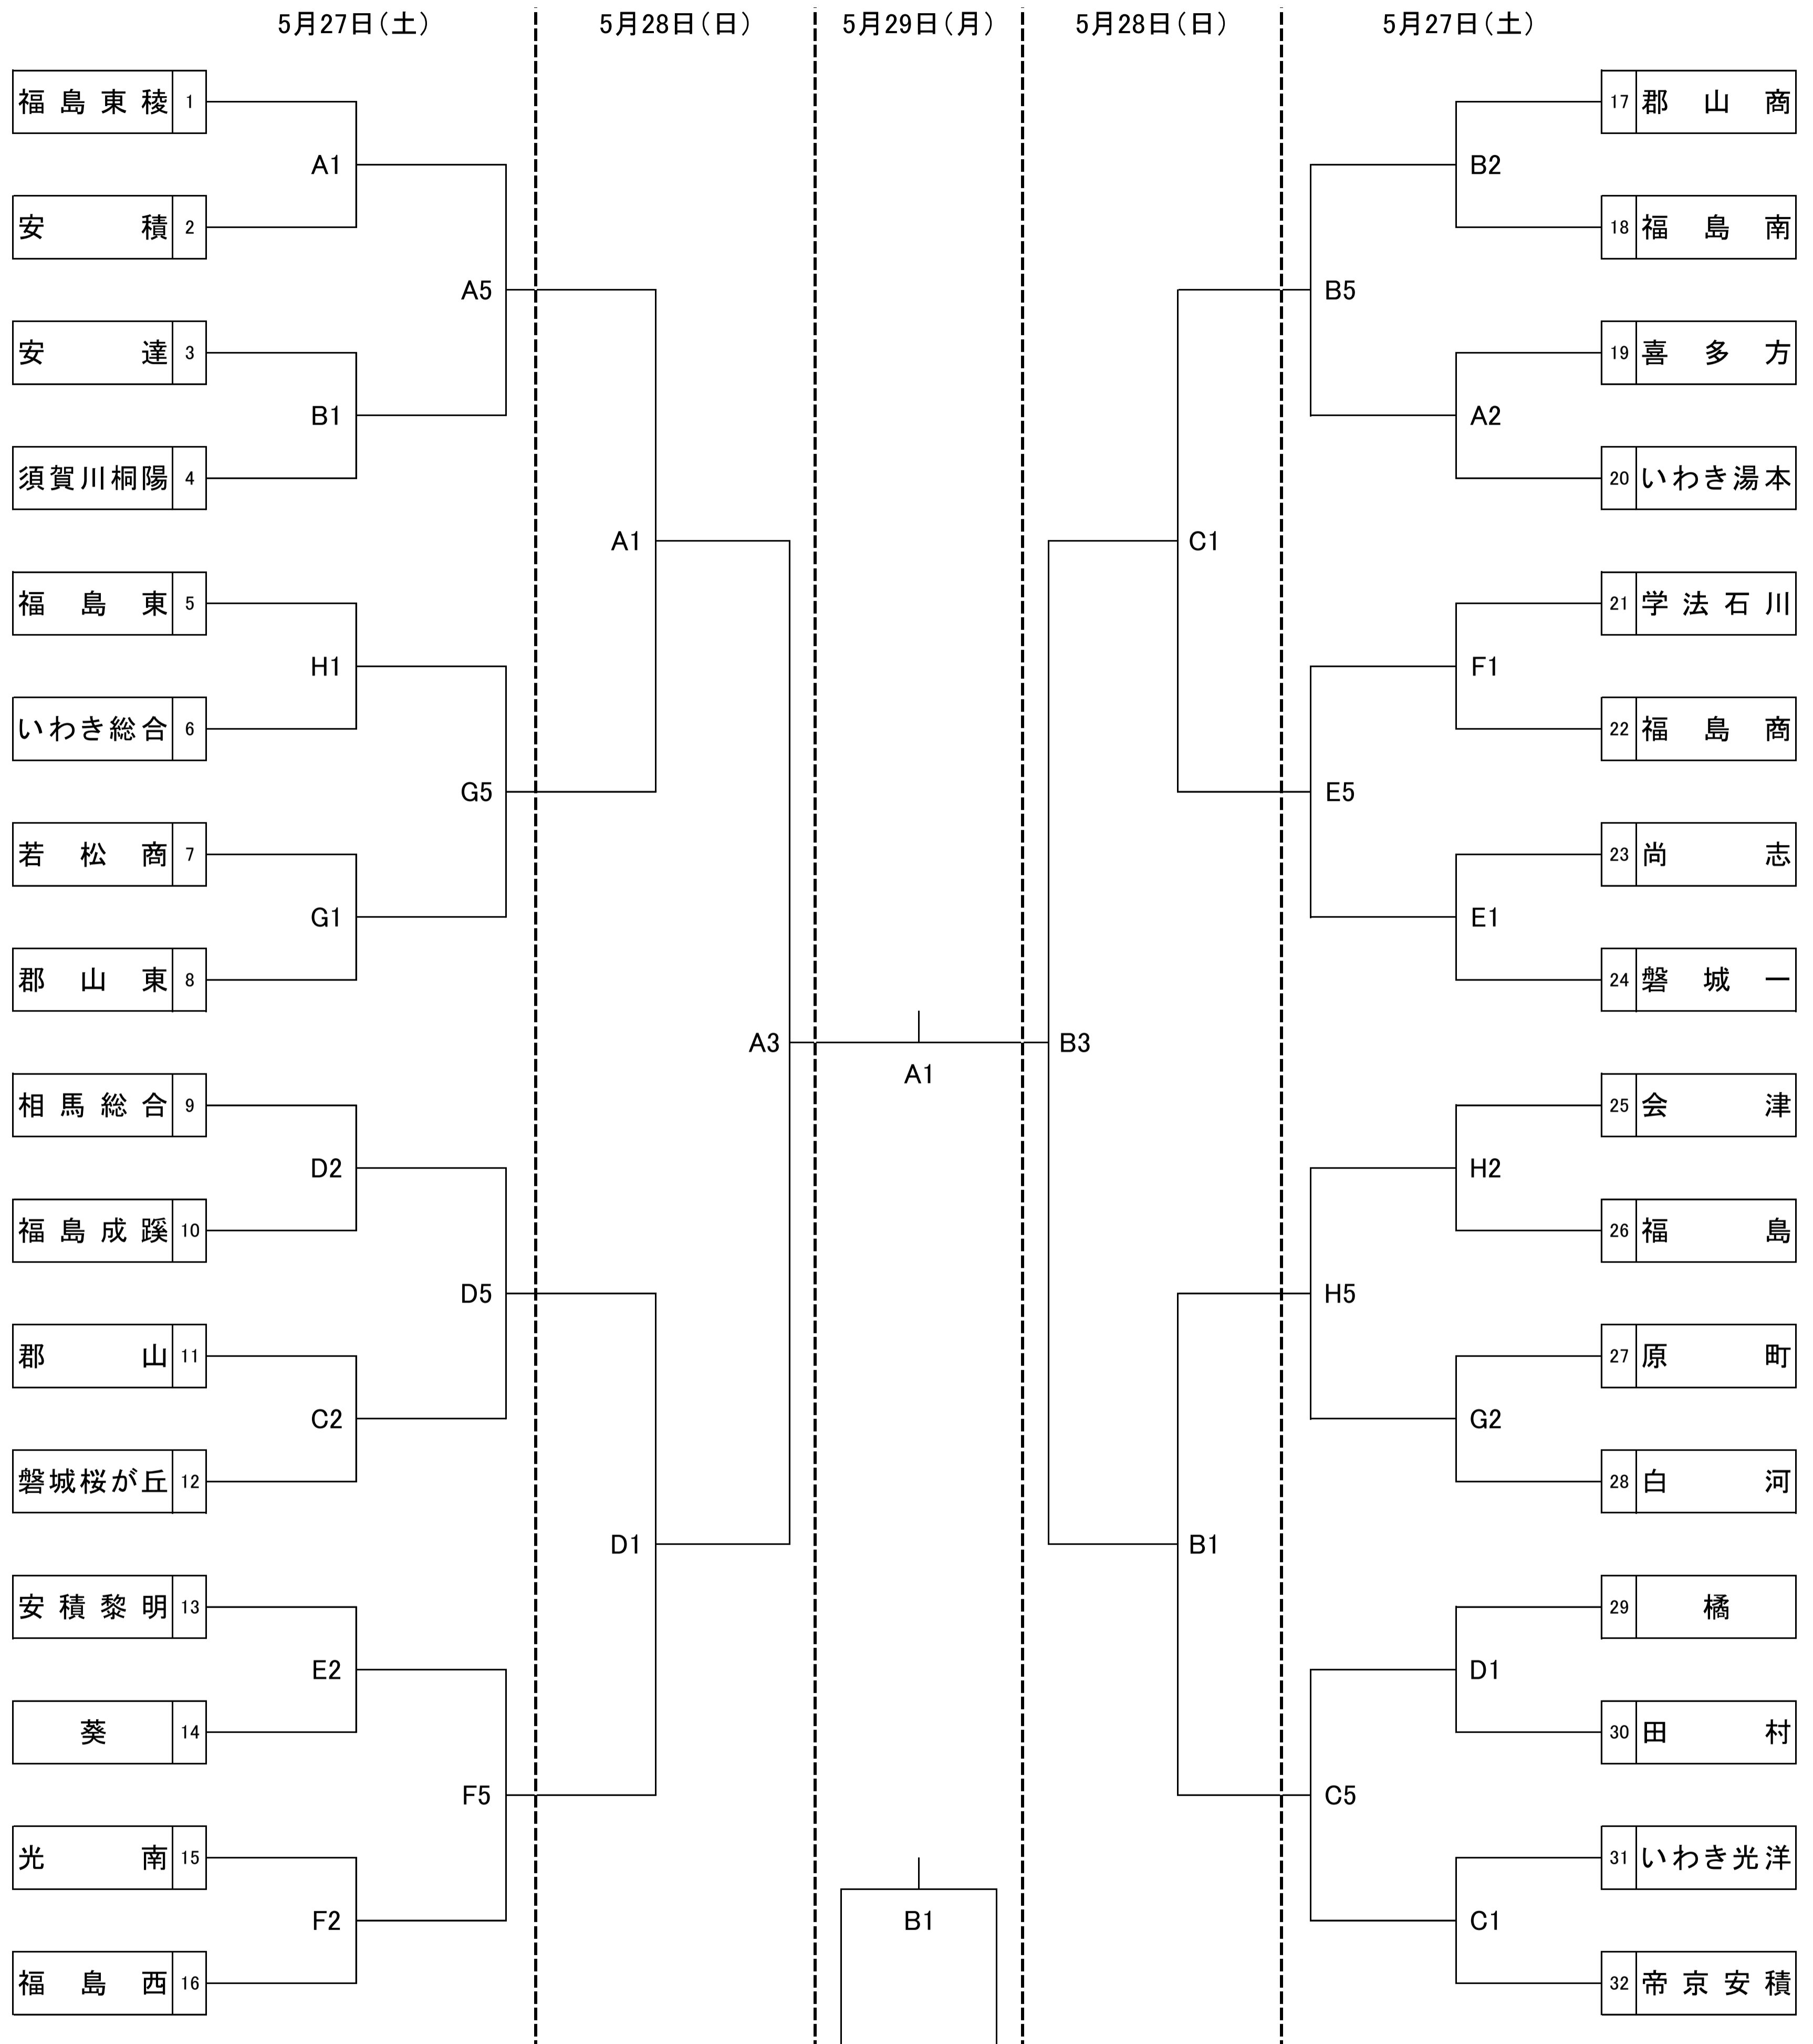 5月27日(土) 5月28日(日) 5月29日(月) 5月28日(日) 5月27日(土)
福島東稜 1 17 郡山商
A1 B2
安積 2 18 福島南
A5 B5
安達 3 19 喜多方
B1 A2
須賀川桐陽 4 20 いわき湯本
A1 C1
福島東 5 21 学法石川
H1 F1
いわき総合 6 22 福島商
G5 E5
若松商 7 23 尚志
G1 E1
郡山東 8 24 磐城一
A3 B3
A1
相馬総合 9 25 会津
D2 H2
福島成蹊 10 26 福島
D5 H5
郡山 11 27 原町
C2 G2
磐城桜が丘 12 28 白河
D1 B1
安積黎明 13 29 橘
E2 D1
葵 14 30 田村
F5 C5
光南 15 31 いわき光洋
F2 B1 C1
福島西 16 32 帝京安積